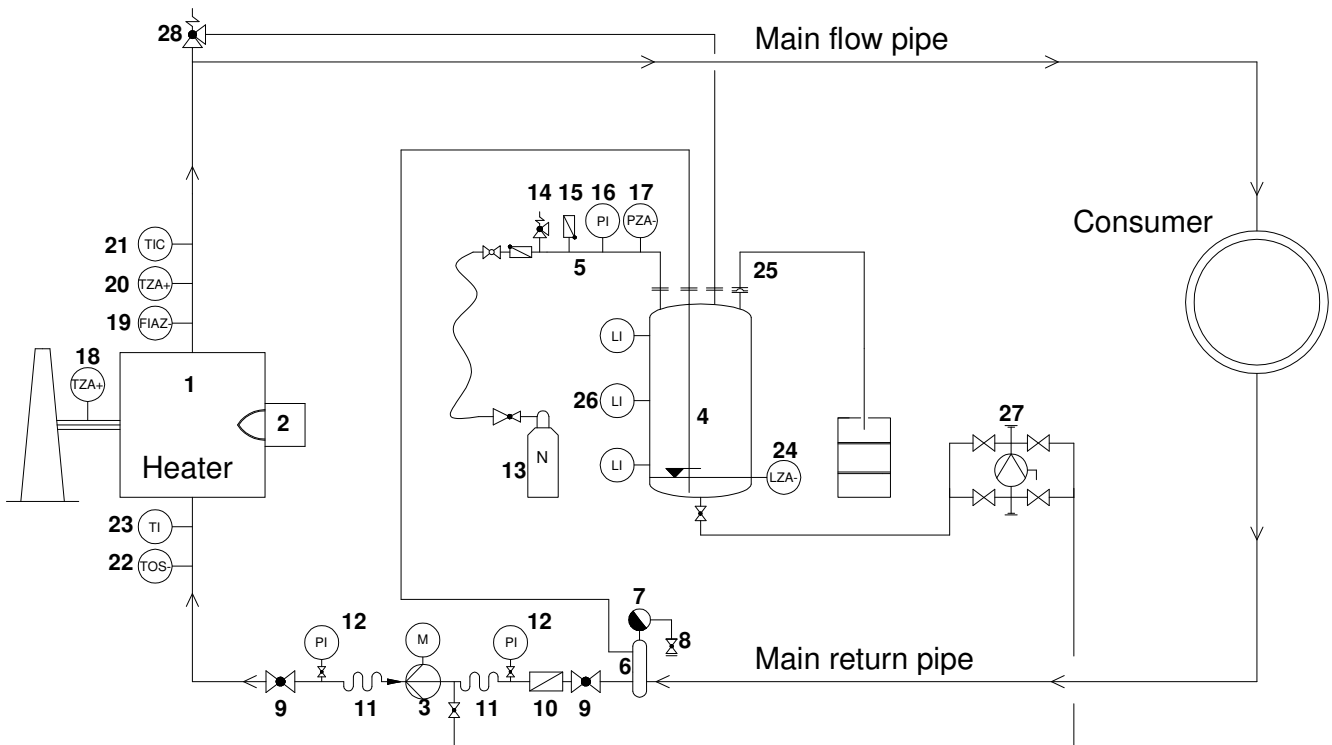 28
Main flow pipe
14 15 16 17
PI PZA-
Consumer
21 TIC
5
25
20 TZA+
19 FIAZ-
LI
18
TZA+
1
26 LI
4
27
2
24
Heater
13 N
LI
LZA-
23 TI
22 TOS-
7
12
12
8
PI
M
PI
6
Main return pipe
9
11
3
11
10
9